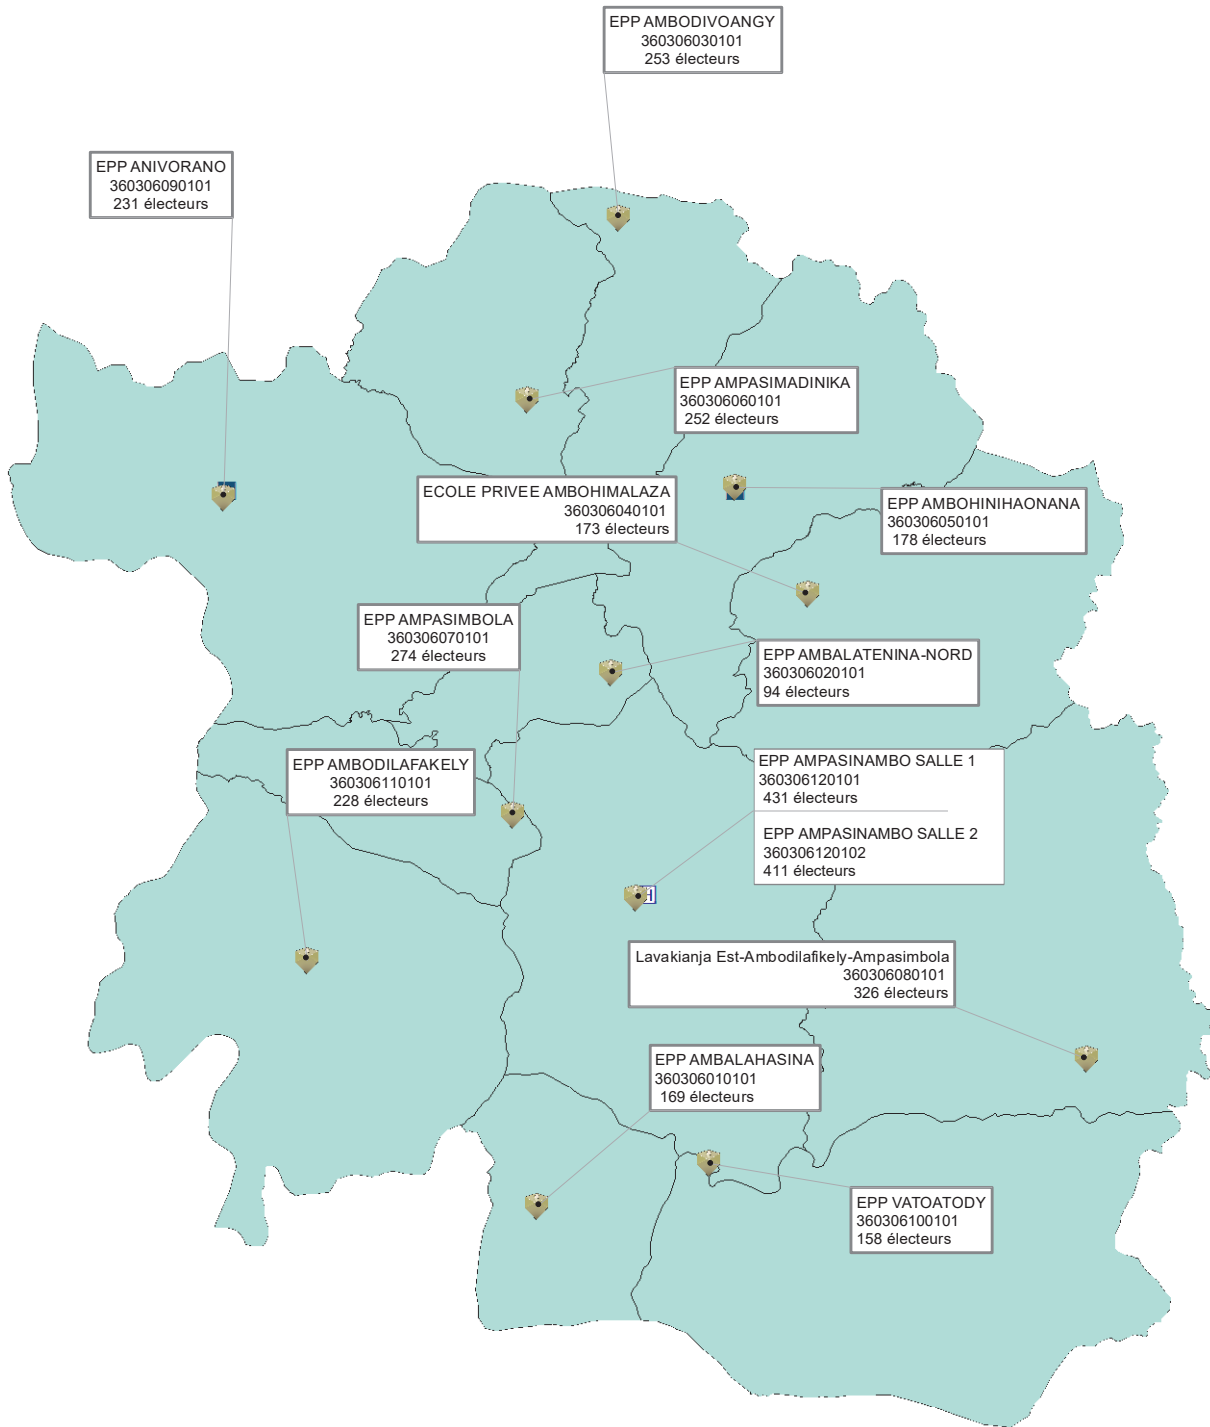 EPP AMBODIVOANGY
360306030101
253 électeurs
EPP ANIVORANO
360306090101
231 électeurs
EPP AMPASIMADINIKA
360306060101
252 électeurs
ECOLE PRIVEE AMBOHIMALAZA
360306040101
173 électeurs
EPP AMBOHINIHAONANA
360306050101
178 électeurs
EPP AMPASIMBOLA
360306070101
274 électeurs
EPP AMBALATENINA-NORD
360306020101
94 électeurs
EPP AMBODILAFAKELY
360306110101
228 électeurs
EPP AMPASINAMBO SALLE 1
360306120101
431 électeurs
EPP AMPASINAMBO SALLE 2
360306120102
411 électeurs
H
Lavakianja Est-Ambodilafikely-Ampasimbola
360306080101
326 électeurs
EPP AMBALAHASINA
360306010101
169 électeurs
EPP VATOATODY
360306100101
158 électeurs